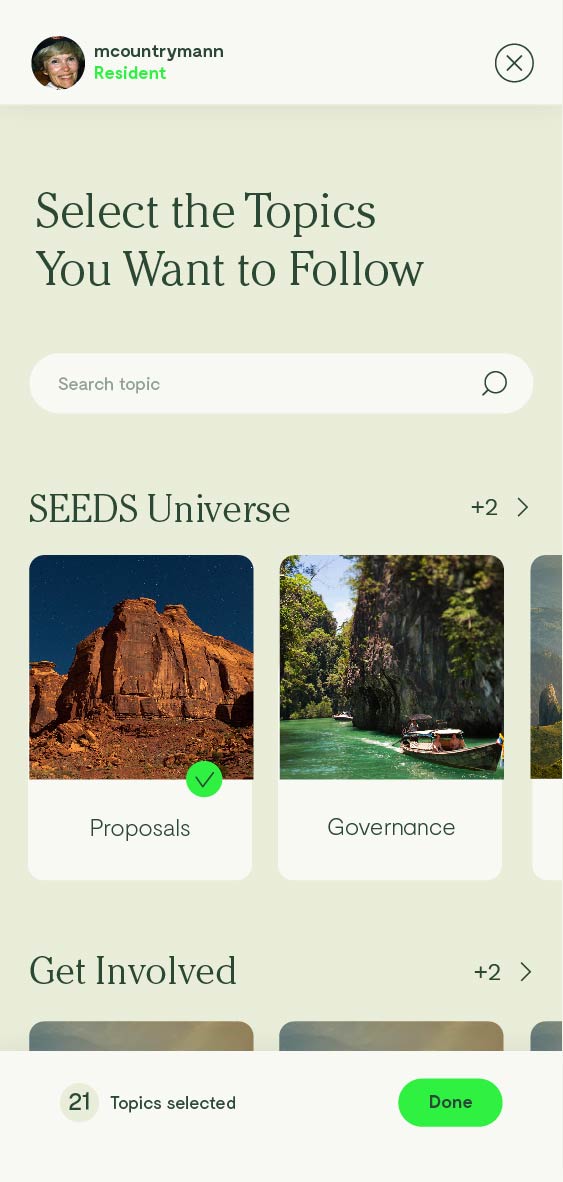 mcountrymann
Resident
Select the Topics
You Want to Follow
Search topic
SEEDS Universe
+2
Proposals
Governance
Get Involved
+2
21
Topics selected
Done